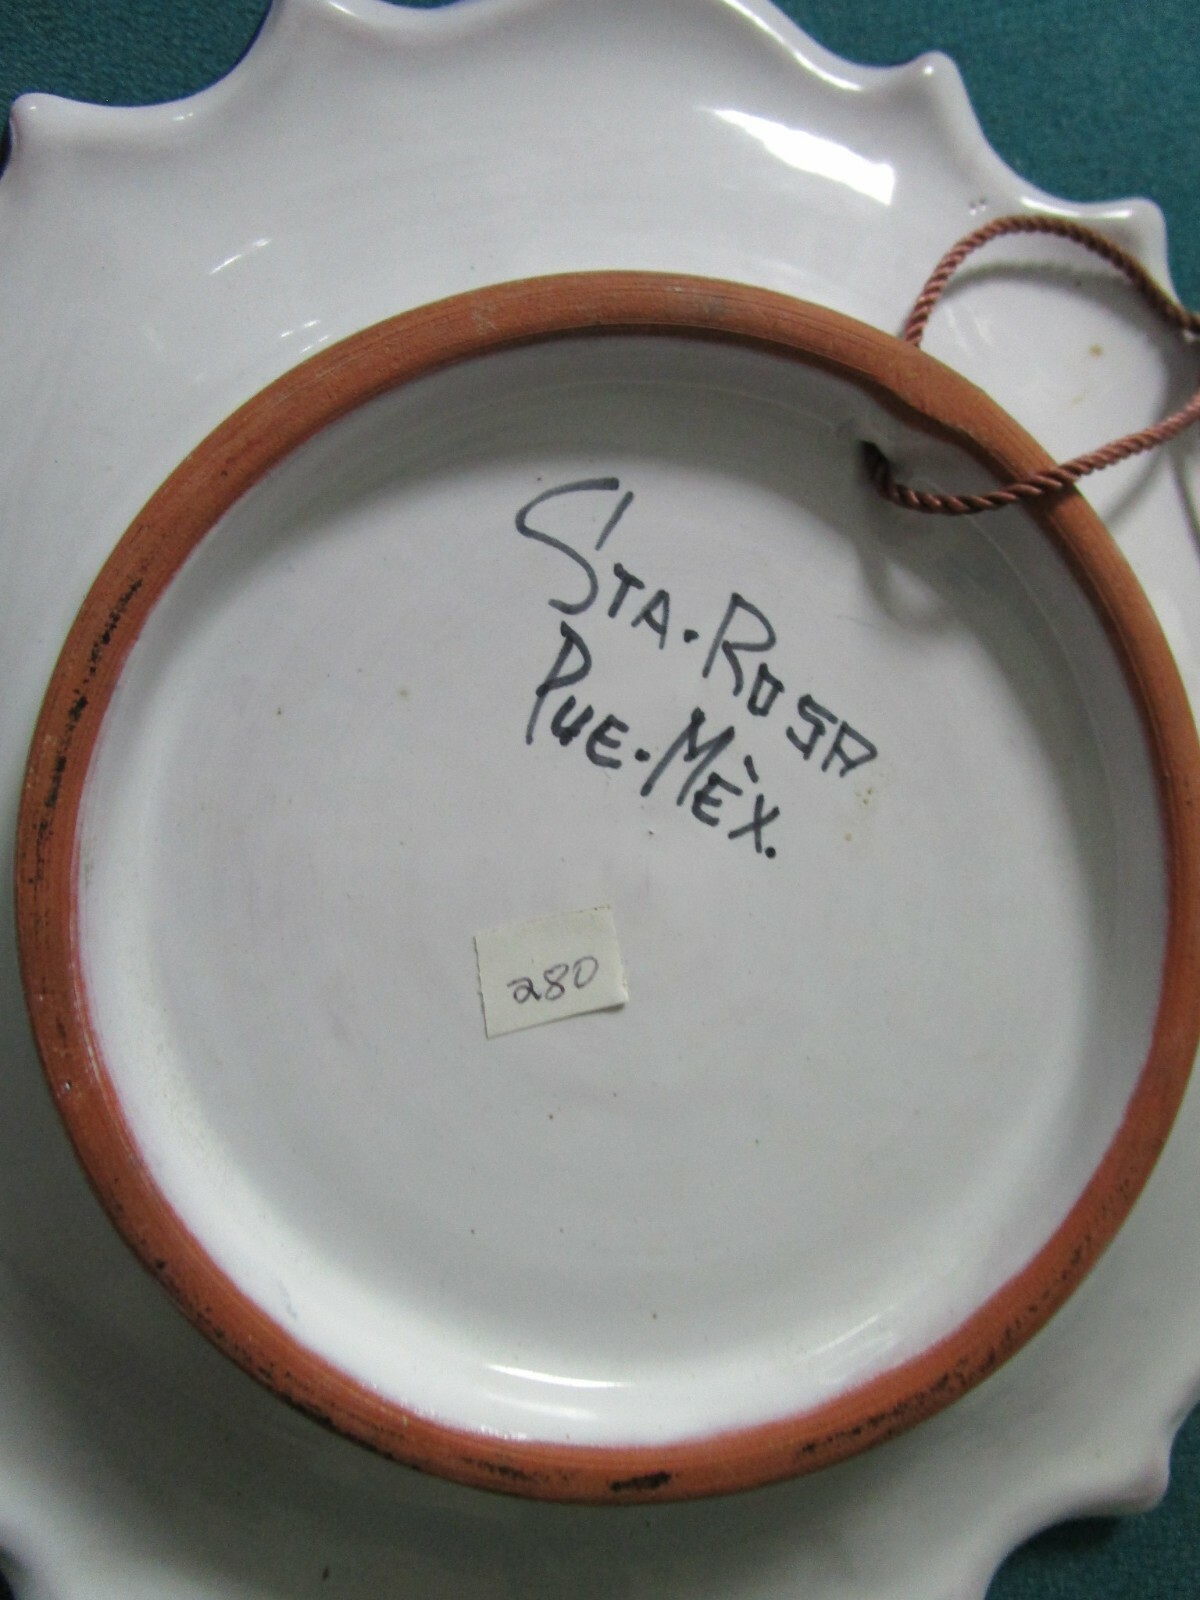 STA. ROSA
PUE. MÈX.
280